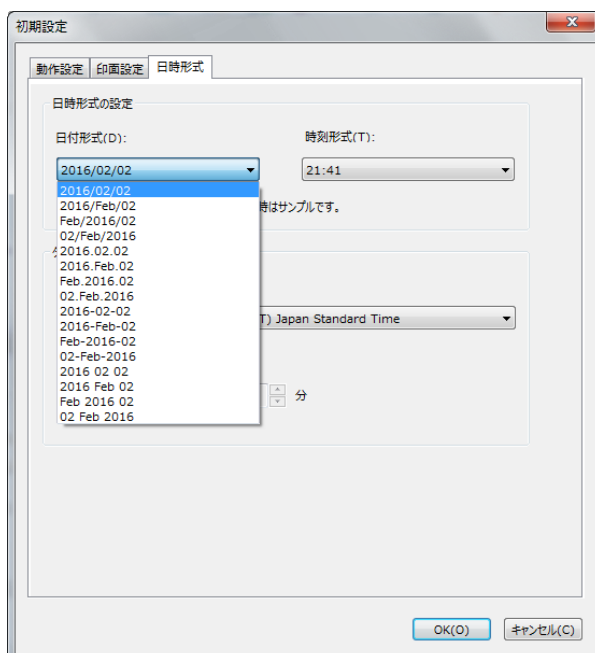 初期設定
動作設定 印面設定 日時形式
日時形式の設定
日付形式(D): 時刻形式(T):
2016/02/02 21:41
2016/02/02
2016/Feb/02 時はサンプルです。
Feb/2016/02
02/Feb/2016
2016.02.02
2016.Feb.02
Feb.2016.02
02.Feb.2016
2016-02-02
2016-Feb-02 T) Japan Standard Time
Feb-2016-02
02-Feb-2016
2016 02 02
2016 Feb 02 分
Feb 2016 02
02 Feb 2016
OK(O) キャンセル(C)